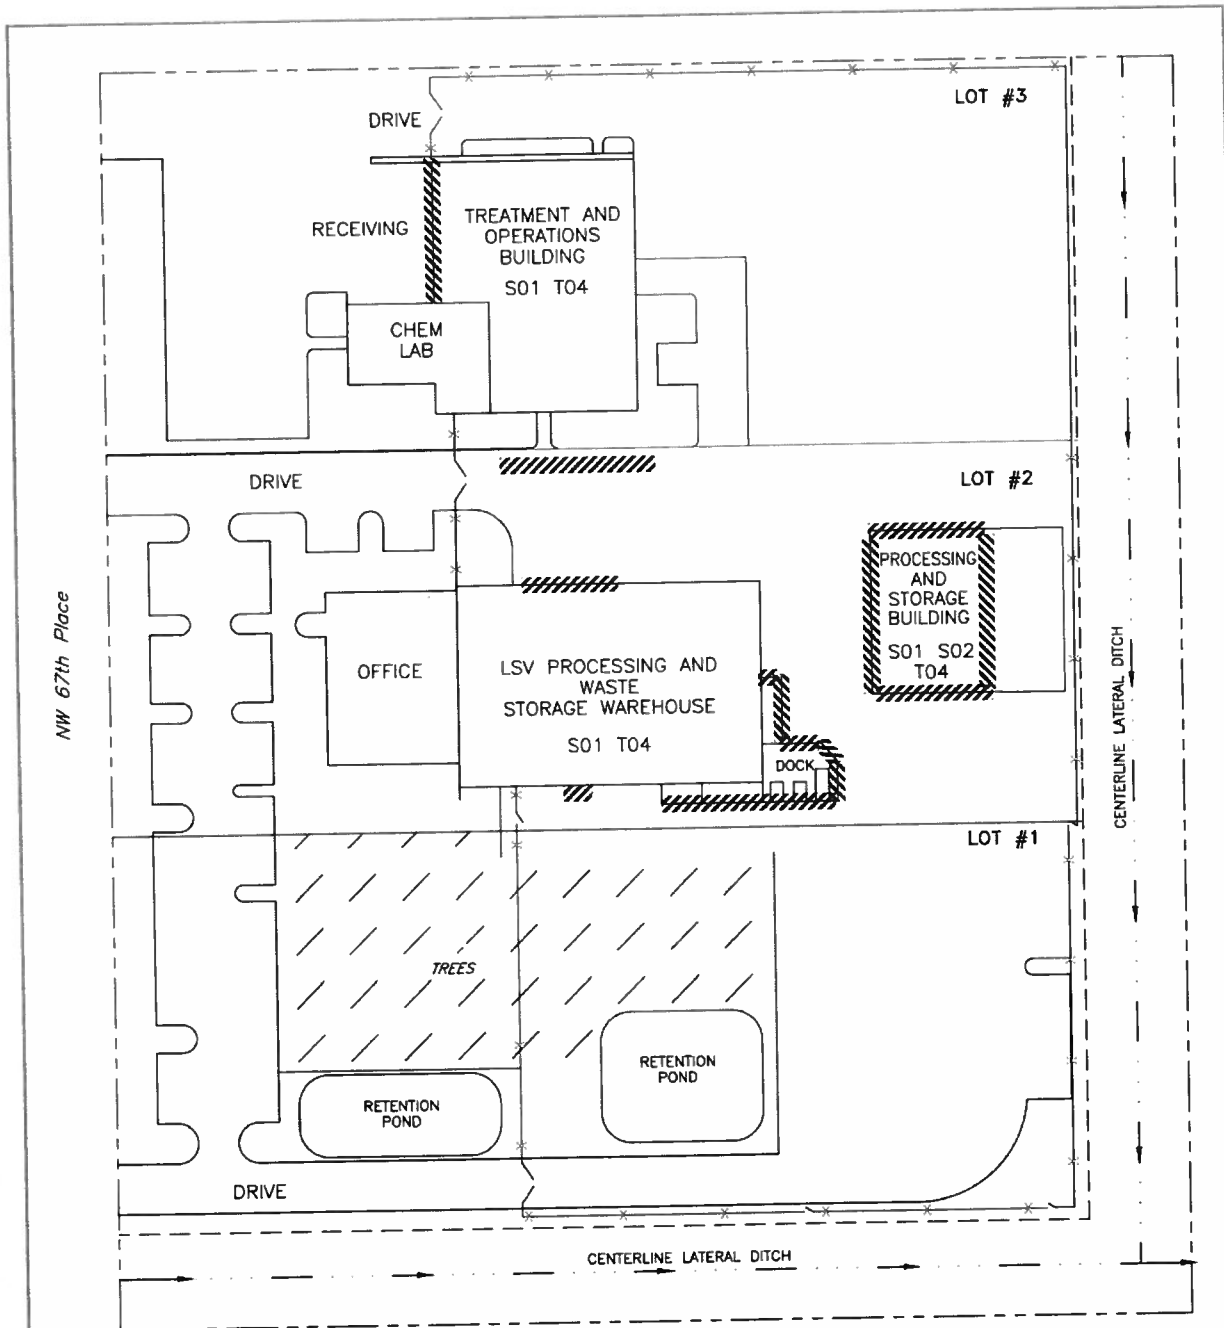 LOT #3
DRIVE
RECEIVING
TREATMENT AND
OPERATIONS
BUILDING
S01 T04
CHEM
LAB
DRIVE
LOT #2
PROCESSING
AND
STORAGE
BUILDING
S01 S02
T04
NW 67th Place
OFFICE
LSV PROCESSING AND
WASTE
STORAGE WAREHOUSE
S01 T04
DOCK
CENTERLINE LATERAL DITCH
LOT #1
TREES
RETENTION
POND
RETENTION
POND
DRIVE
CENTERLINE LATERAL DITCH